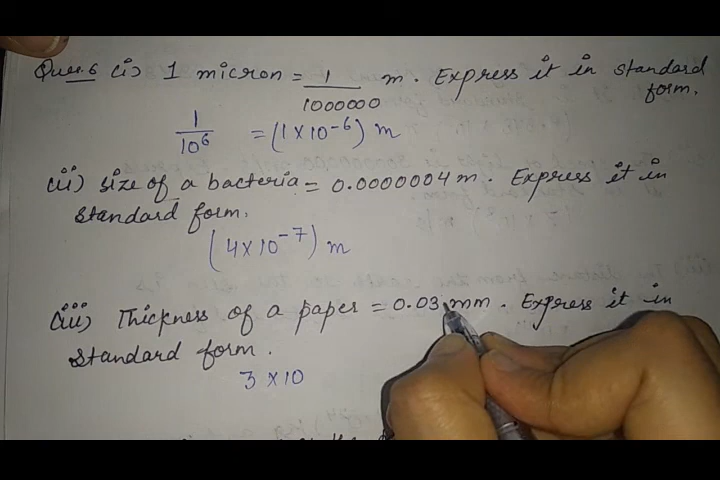 Ques.6 (i) 1 micron = 1/1000000 m. Express it in standard form.
1/10⁶ = (1×10⁻⁶) m
(ii) size of a bacteria = 0.0000004 m. Express it in
standard form.
(4×10⁻⁷) m
(iii) Thickness of a paper = 0.03 mm. Express it in
standard form.
3×10